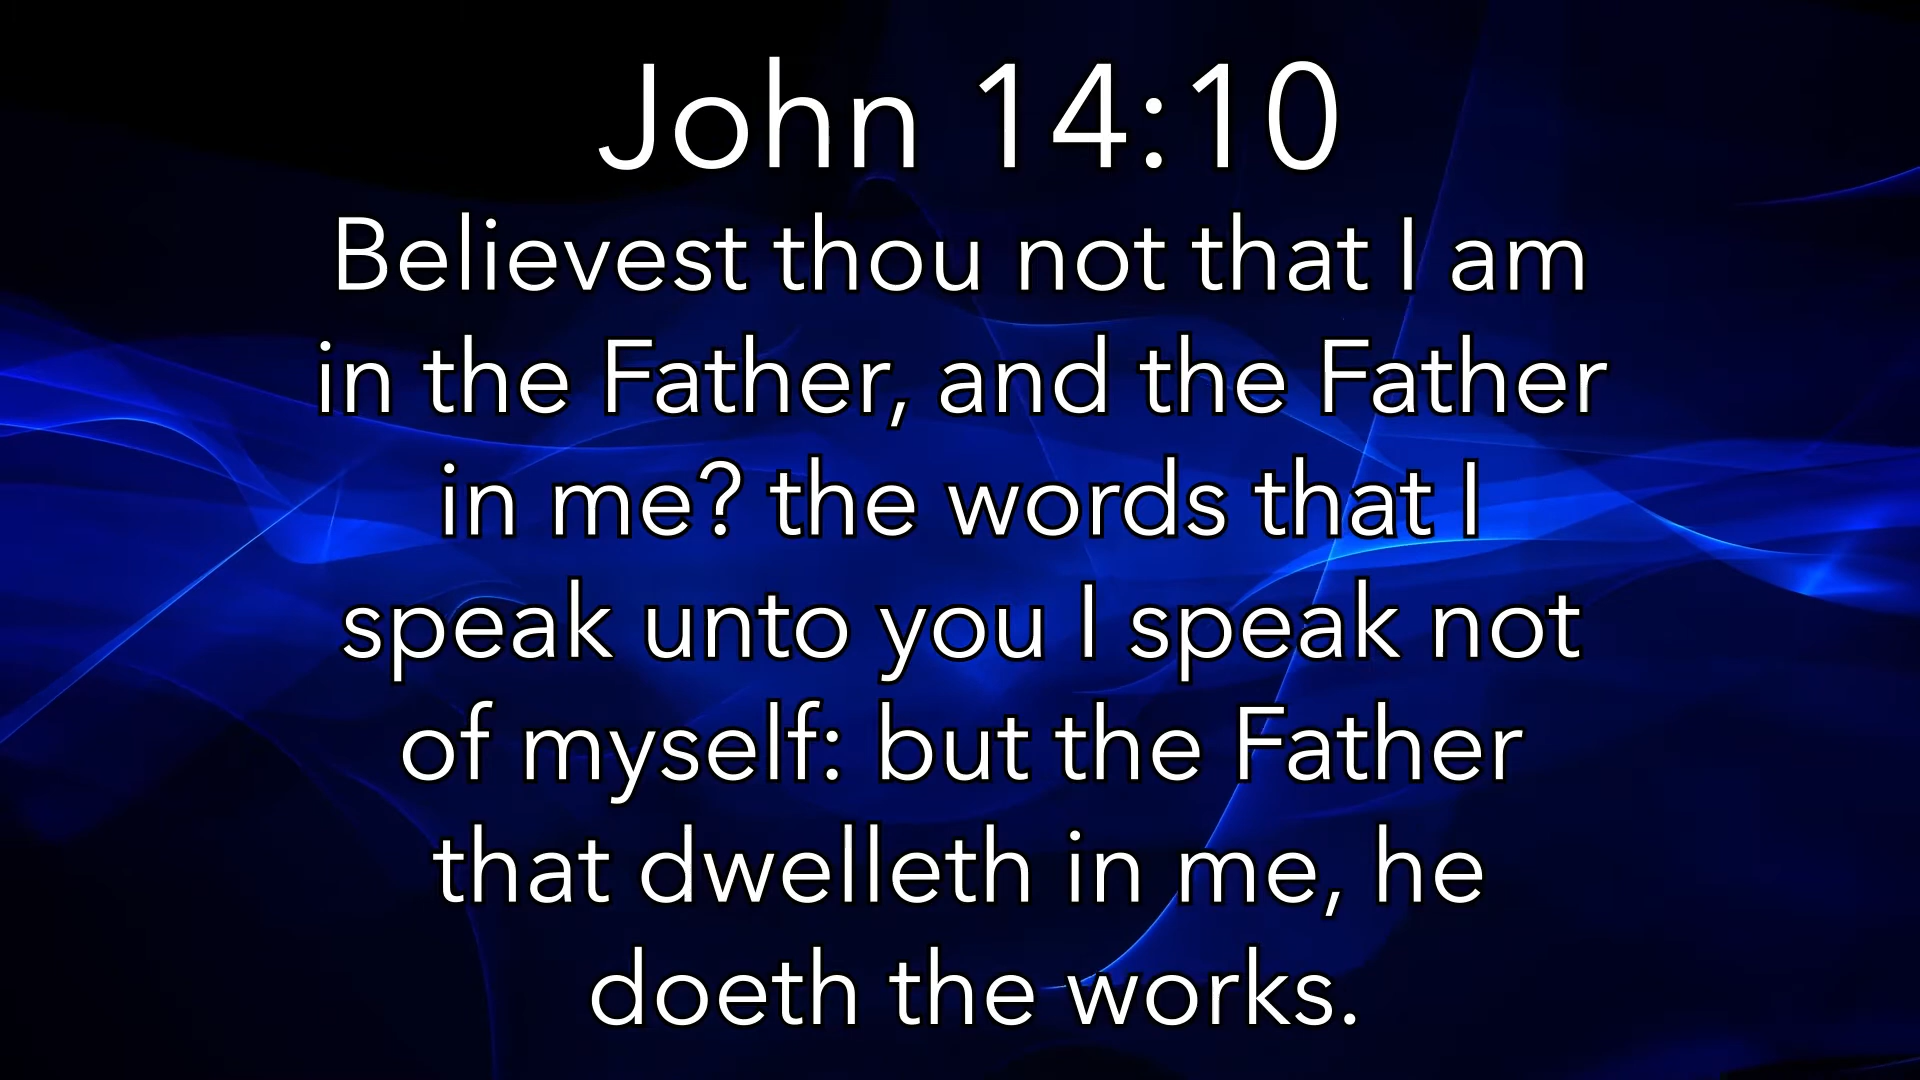 John 14:10
Believest thou not that I am
in the Father, and the Father
in me? the words that I
speak unto you I speak not
of myself: but the Father
that dwelleth in me, he
doeth the works.